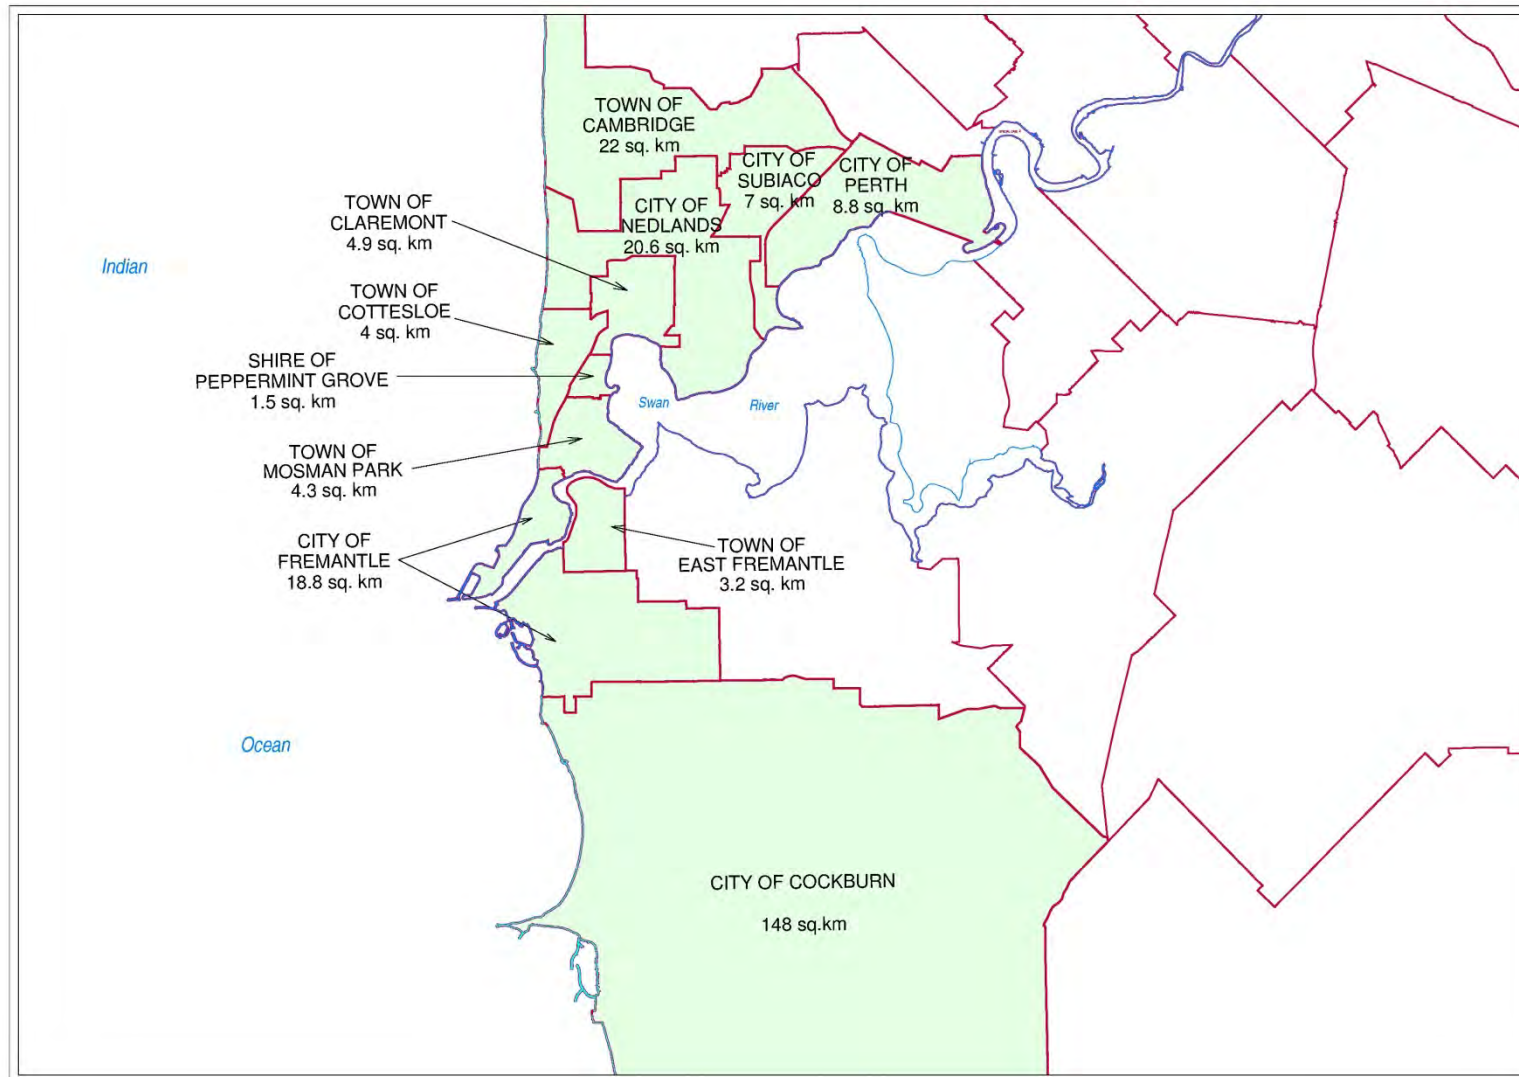 TOWN OF
CAMBRIDGE
22 sq. km
CITY OF
SUBIACO
7 sq. km
CITY OF
PERTH
8.8 sq. km
TOWN OF
CLAREMONT
4.9 sq. km
CITY OF
NEDLANDS
20.6 sq. km
Indian
TOWN OF
COTTESLOE
4 sq. km
SHIRE OF
PEPPERMINT GROVE
1.5 sq. km
Swan
River
TOWN OF
MOSMAN PARK
4.3 sq. km
CITY OF
FREMANTLE
18.8 sq. km
TOWN OF
EAST FREMANTLE
3.2 sq. km
Ocean
CITY OF COCKBURN
148 sq.km